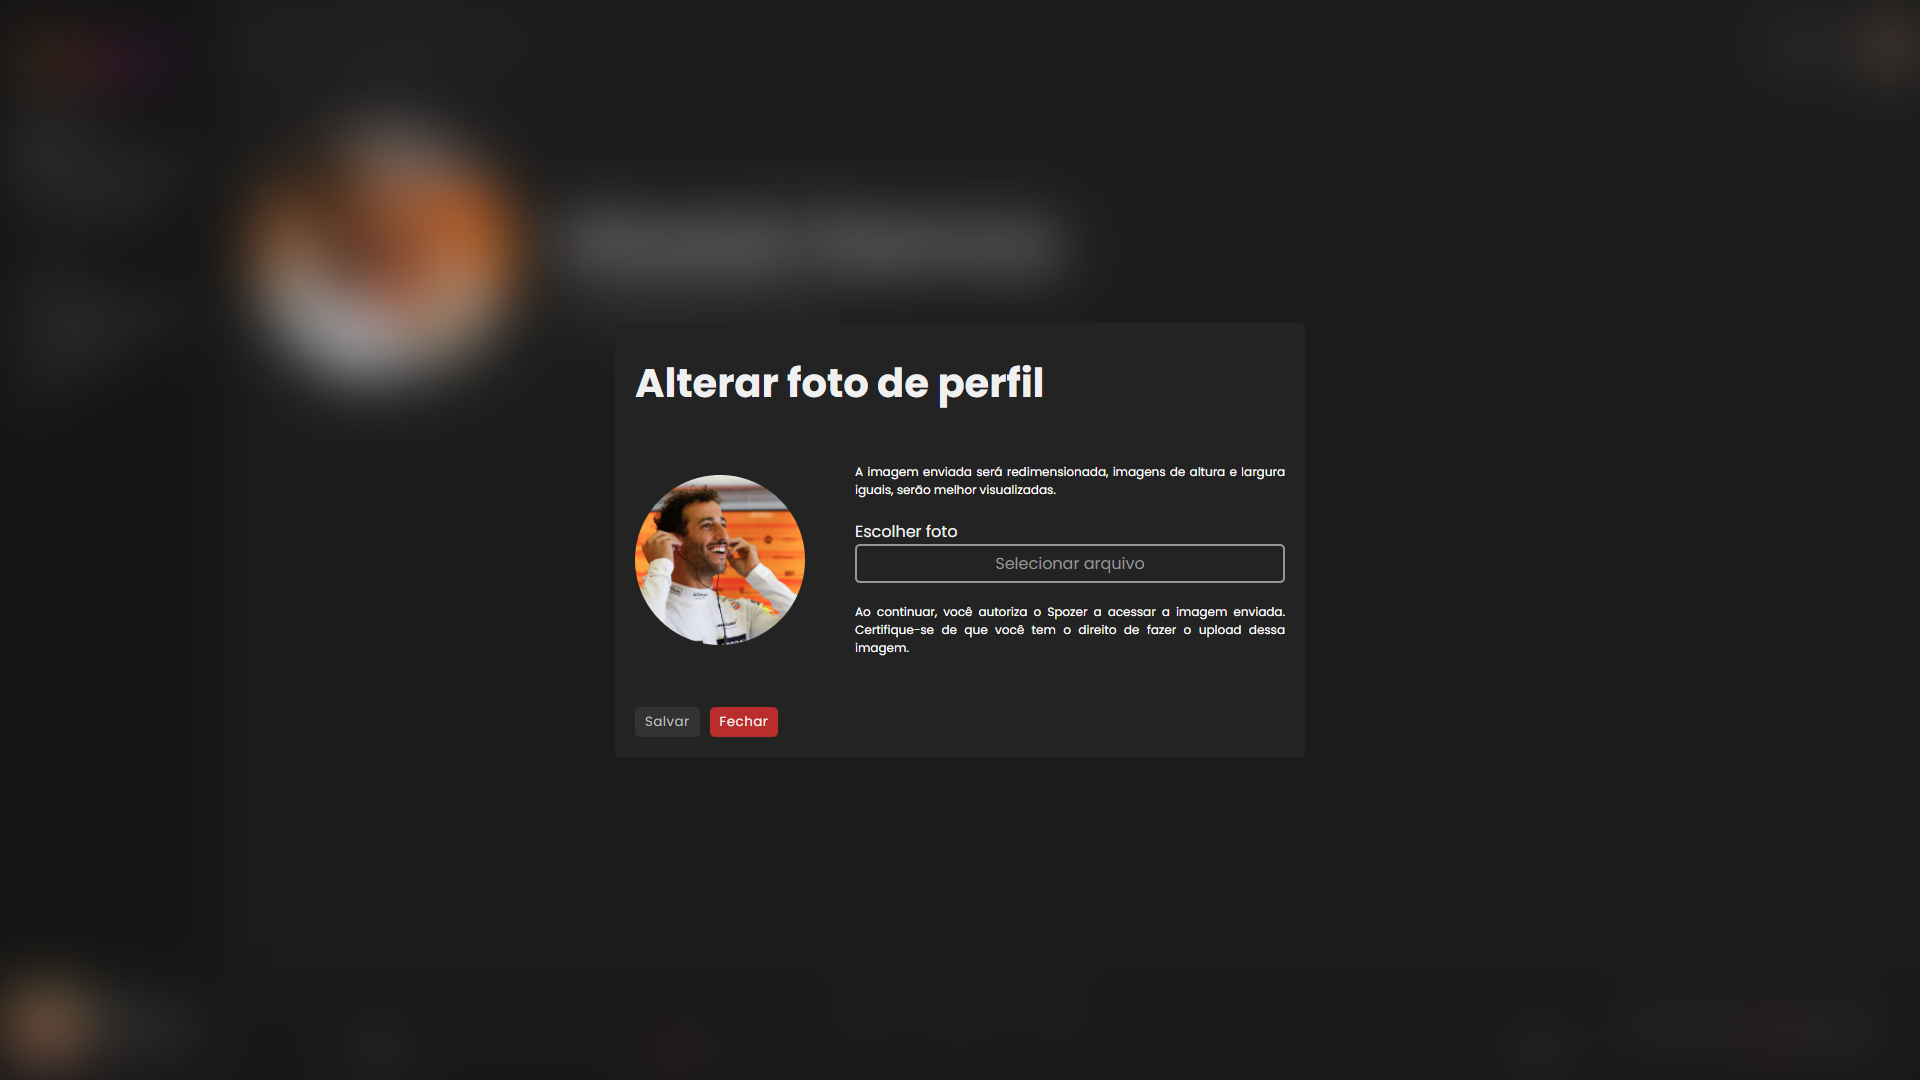 Alterar foto de perfil
A imagem enviada será redimensionada, imagens de altura e largura
iguais, serão melhor visualizadas.
Escolher foto
Selecionar arquivo
Ao continuar, você autoriza o Spozer a acessar a imagem enviada.
Certifique-se de que você tem o direito de fazer o upload dessa
imagem.
Salvar
Fechar